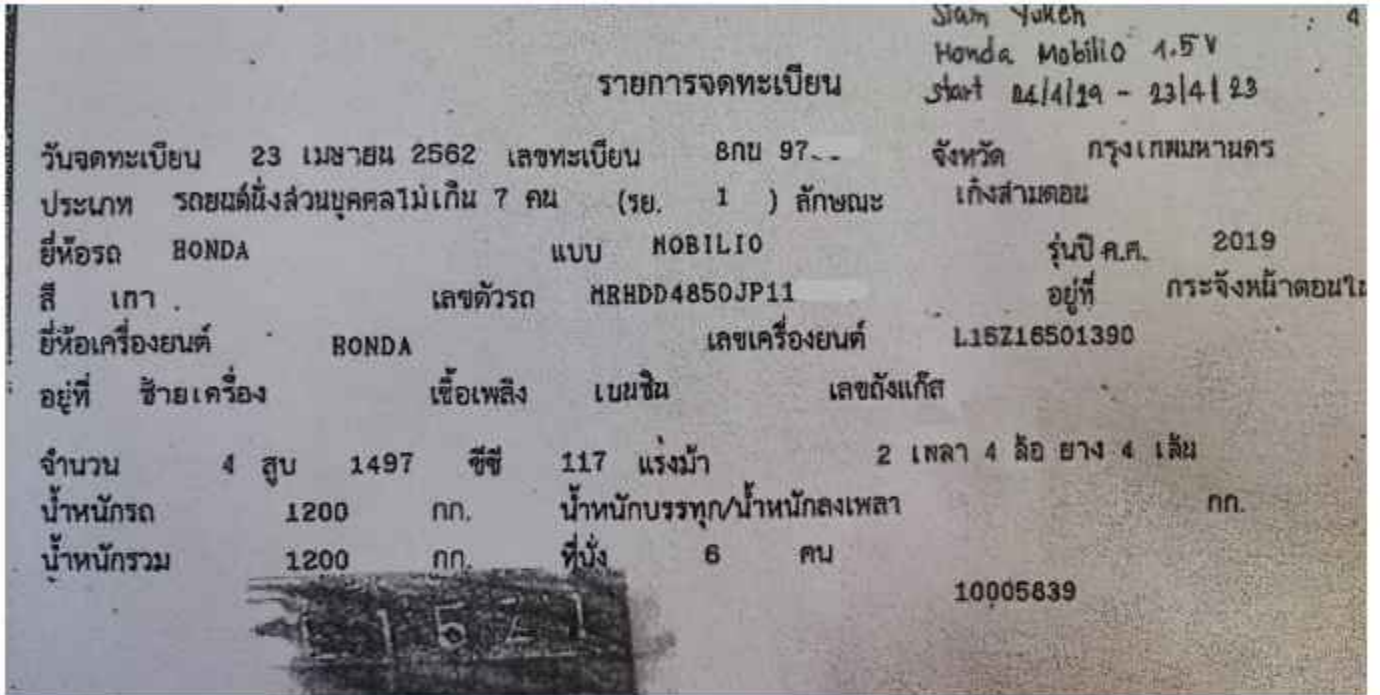 Siam Yuken
4
Honda Mobilio 1.5 V
รายการจดทะเบียน
start 24/4/19 - 23/4/23
วันจดทะเบียน 23 เมษายน 2562 เลขทะเบียน 8กบ 97 จังหวัด กรุงเทพมหานคร
ประเภท รถยนต์นั่งส่วนบุคคลไม่เกิน 7 คน (รย. 1 ) ลักษณะ เก๋งสามตอน
ยี่ห้อรถ HONDA แบบ MOBILIO รุ่นปี ค.ศ. 2019
สี เทา เลขตัวรถ MRHDD4850JP11 อยู่ที่ กระจังหน้าตอนใน
ยี่ห้อเครื่องยนต์ HONDA เลขเครื่องยนต์ L15Z16501390
อยู่ที่ ซ้ายเครื่อง เชื้อเพลิง เบนซิน เลขถังแก๊ส
จำนวน 4 สูบ 1497 ซีซี 117 แรงม้า 2 เพลา 4 ล้อ ยาง 4 เส้น
น้ำหนักรถ 1200 กก. น้ำหนักบรรทุก/น้ำหนักลงเพลา กก.
น้ำหนักรวม 1200 กก. ที่นั่ง 6 คน
10005839
L15Z1